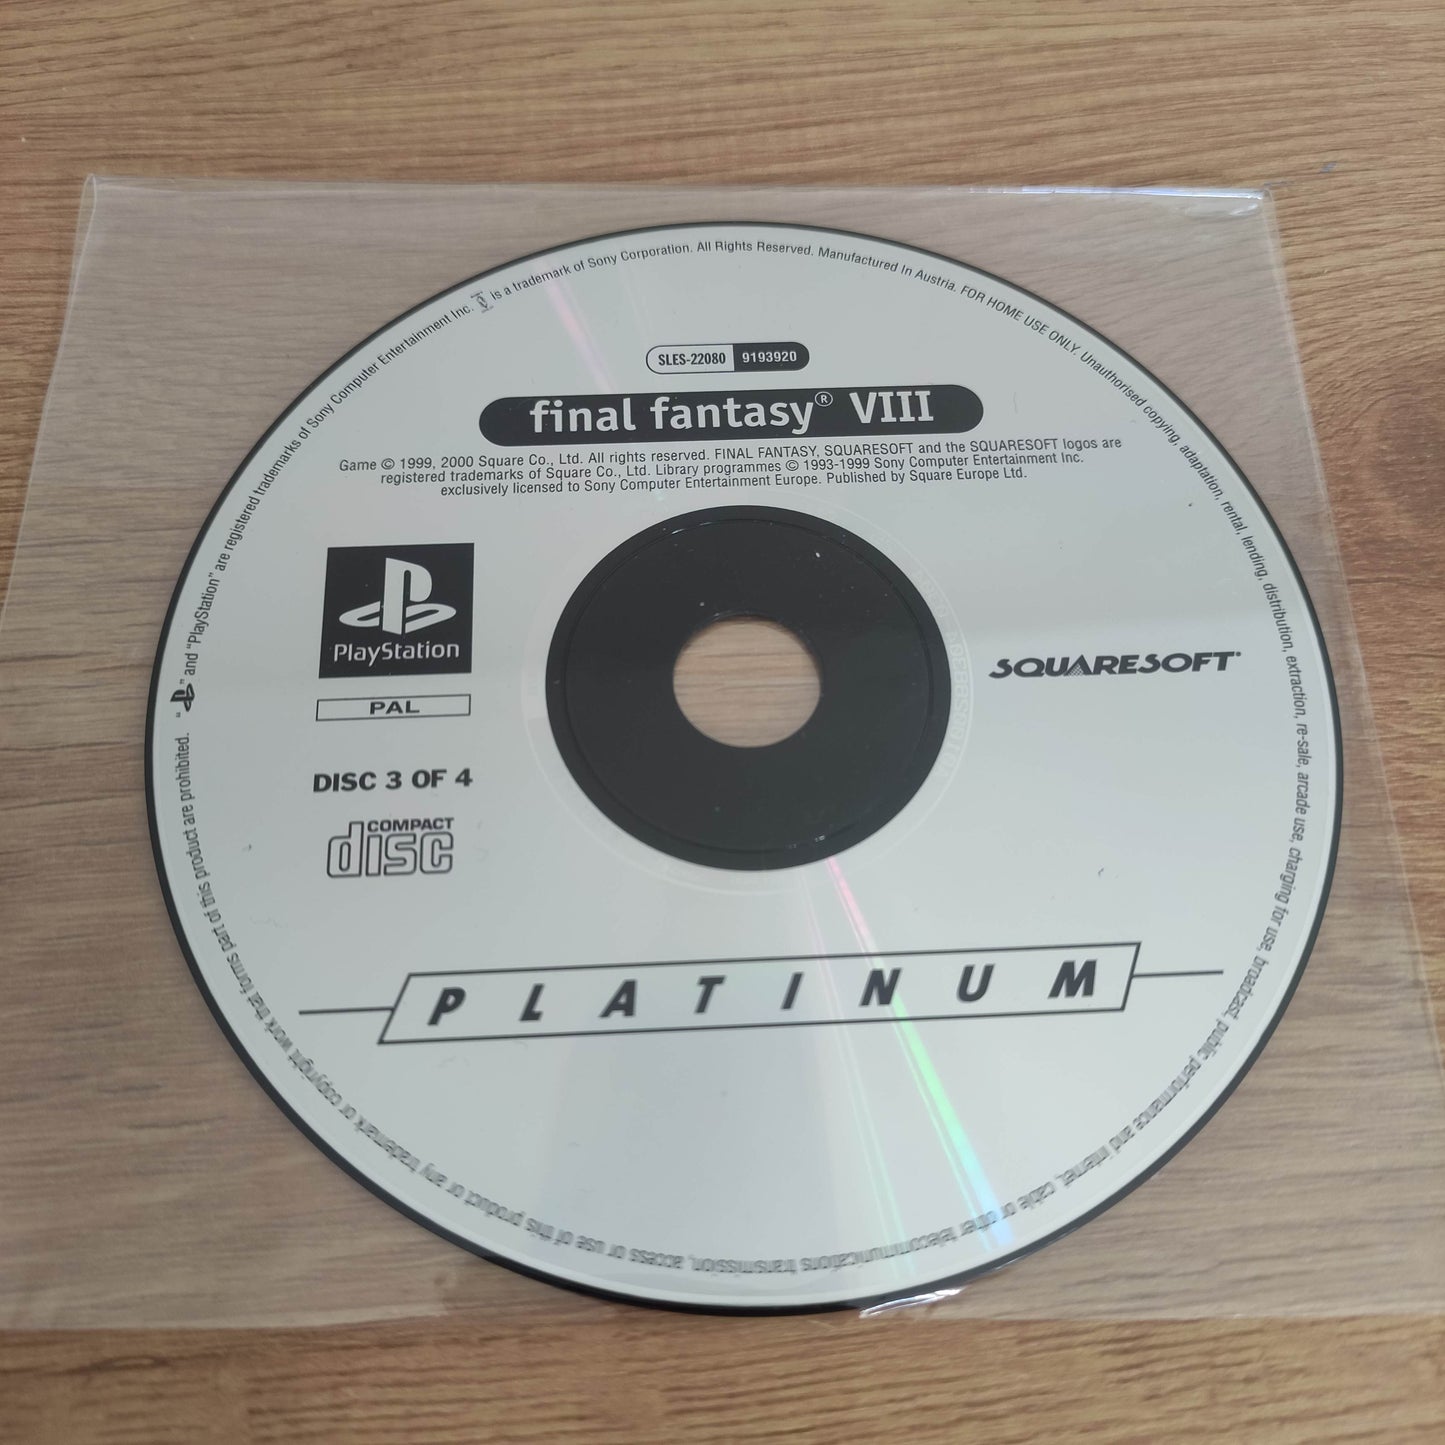 SLES-22080 9193920
final fantasy® VIII
Game © 1999, 2000 Square Co., Ltd. All rights reserved. FINAL FANTASY, SQUARESOFT and the SQUARESOFT logos are
registered trademarks of Square Co., Ltd. Library programmes © 1993-1999 Sony Computer Entertainment Inc.
exclusively licensed to Sony Computer Entertainment Europe. Published by Square Europe Ltd.
PlayStation
PAL
DISC 3 OF 4
COMPACT
disc
SQUARESOFT
PLATINUM
" " and "PlayStation" are registered trademarks of Sony Computer Entertainment Inc. is a trademark of Sony Corporation. All Rights Reserved. Manufactured In Austria. FOR HOME USE ONLY. Unauthorised copying, adaptation, rental, lending, distribution, extraction, re-sale, arcade use, charging for use, broadcast, public performance and internet, cable or other telecommunications transmission, access or use of this product or any trademark or copyright work that forms part of this product are prohibited.